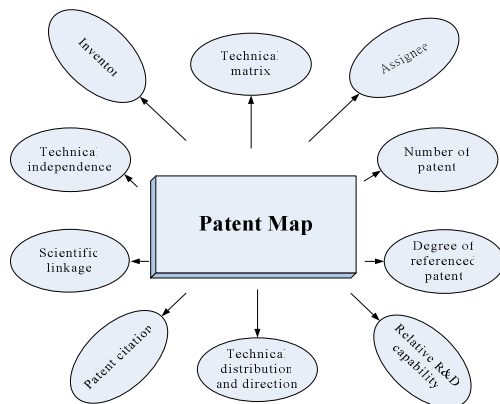 Inventor
Technical
matrix
Assignee
Technical
independence
Number of
patent
Patent Map
Scientific
linkage
Degree of
referenced
patent
Patent citation
Technical
distribution
and direction
Relative R&D
capability